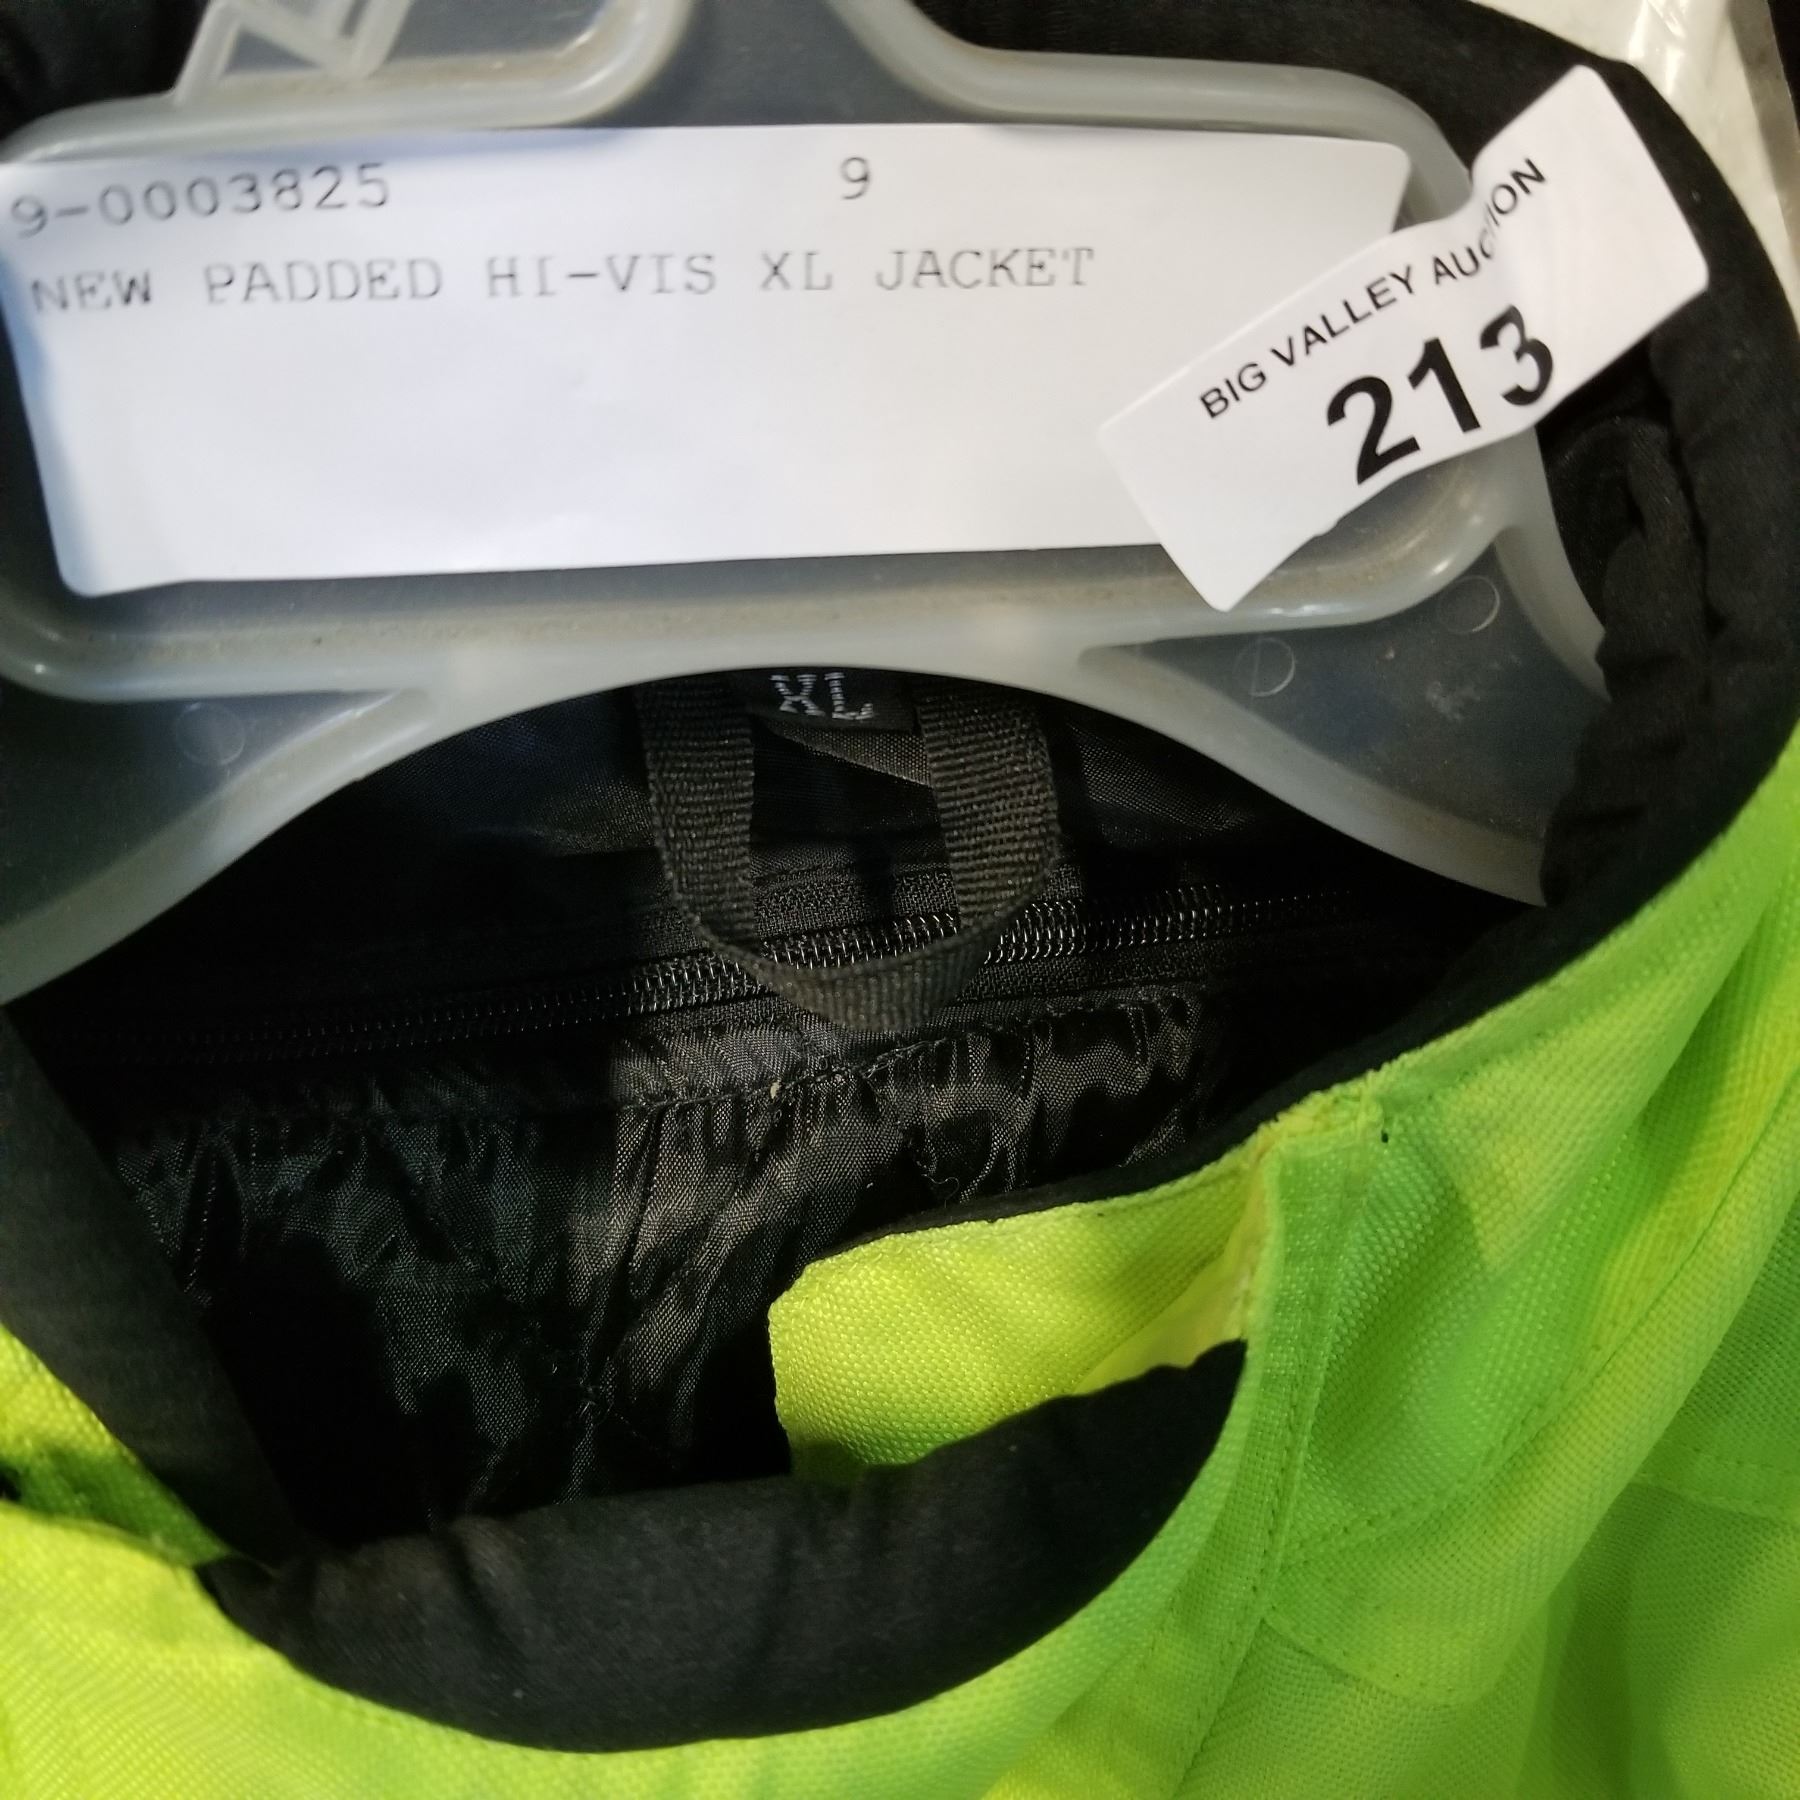 9-0003825 9
NEW PADDED HI-VIS XL JACKET
BIG VALLEY AUCTION
213
XL